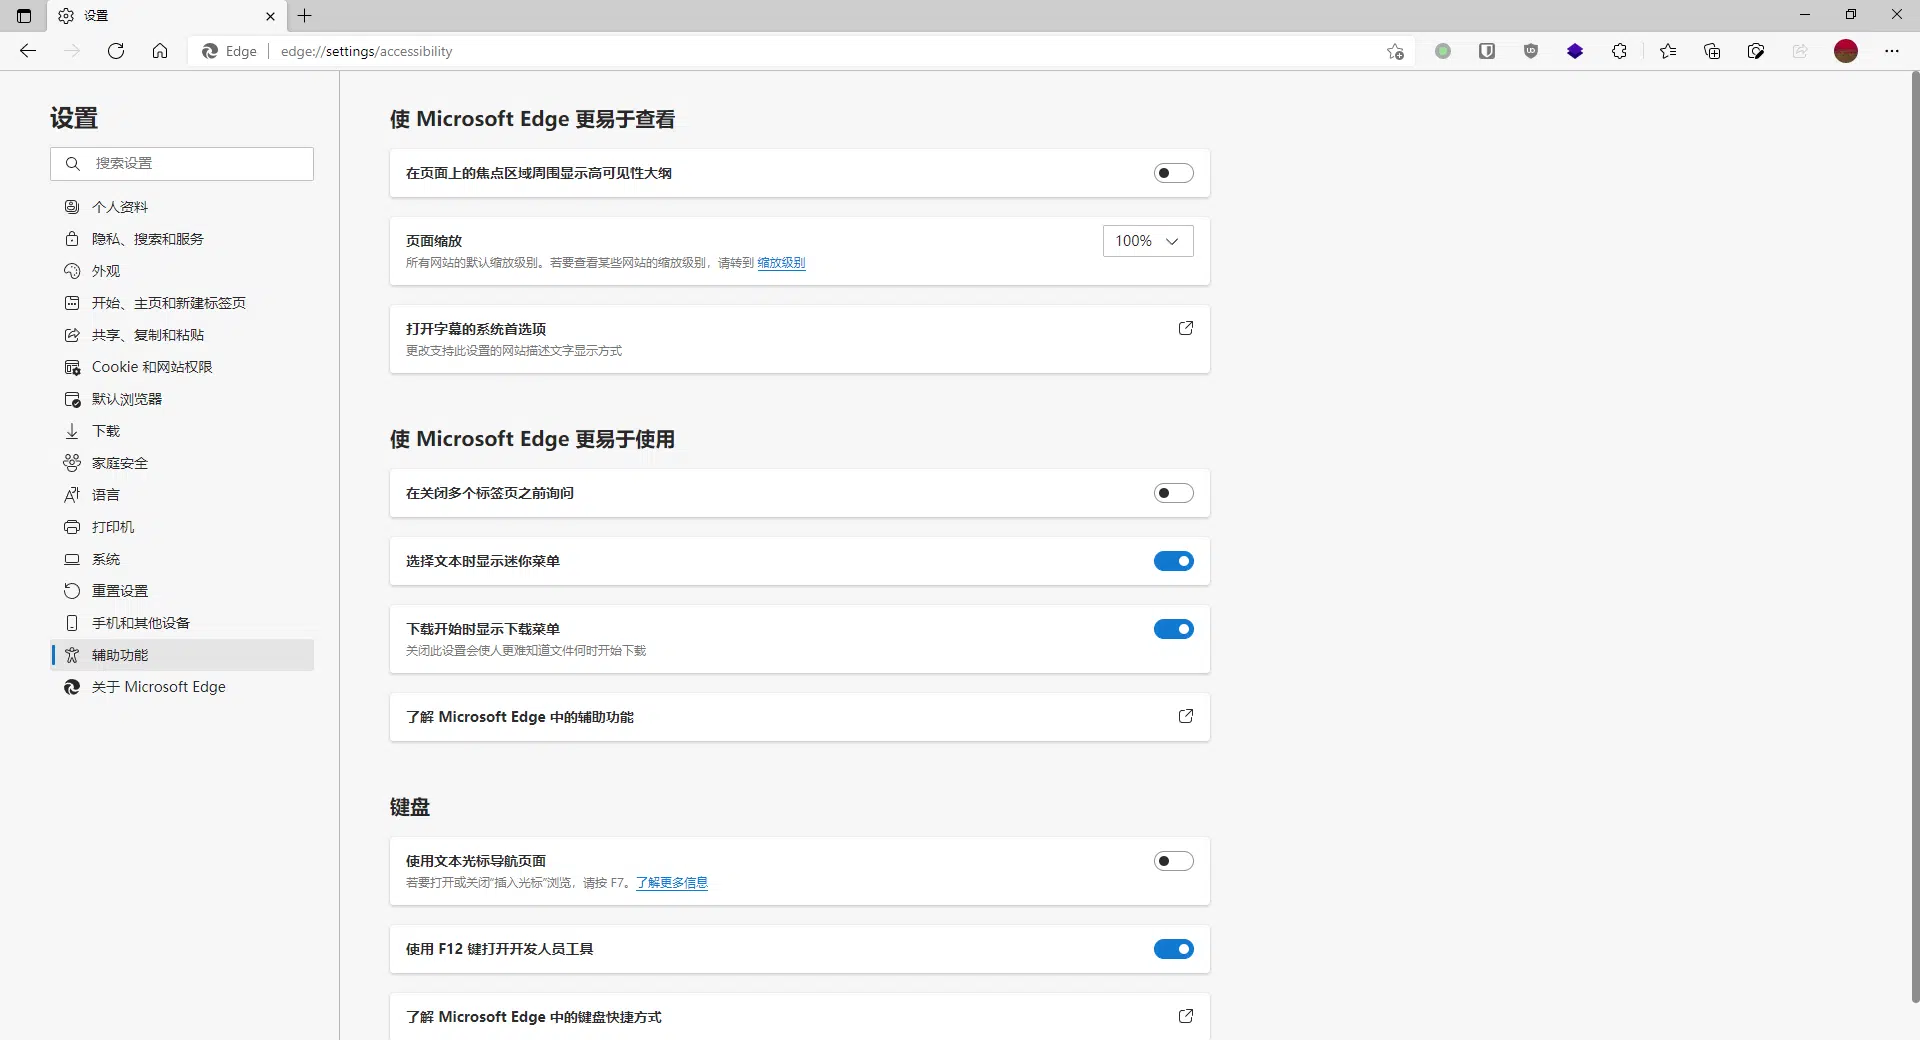 设置
Edge
edge://settings/accessibility
设置
搜索设置
个人资料
隐私、搜索和服务
外观
开始、主页和新建标签页
共享、复制和粘贴
Cookie 和网站权限
默认浏览器
下载
家庭安全
语言
打印机
系统
重置设置
手机和其他设备
辅助功能
关于 Microsoft Edge
使 Microsoft Edge 更易于查看
在页面上的焦点区域周围显示高可见性大纲
页面缩放
100%
所有网站的默认缩放级别。若要查看某些网站的缩放级别，请转到 缩放级别
打开字幕的系统首选项
更改支持此设置的网站描述文字显示方式
使 Microsoft Edge 更易于使用
在关闭多个标签页之前询问
选择文本时显示迷你菜单
下载开始时显示下载菜单
关闭此设置会使人更难知道文件何时开始下载
了解 Microsoft Edge 中的辅助功能
键盘
使用文本光标导航页面
若要打开或关闭“插入光标”浏览，请按 F7。了解更多信息
使用 F12 键打开开发人员工具
了解 Microsoft Edge 中的键盘快捷方式